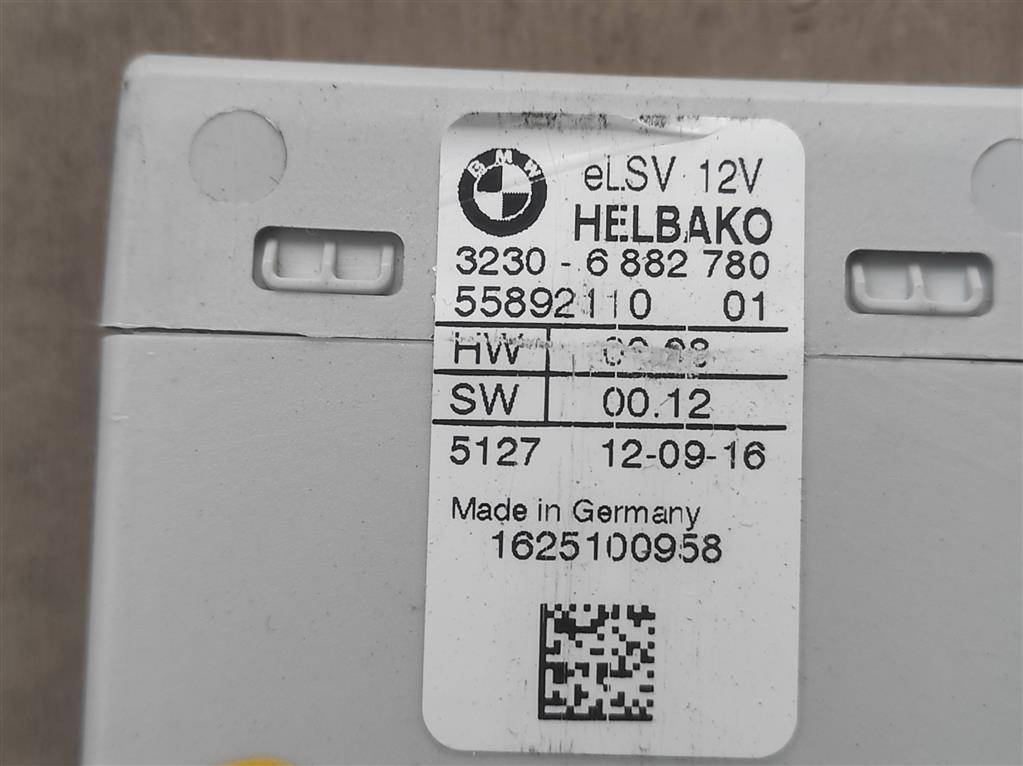 BMW
eLSV 12V
HELBAKO
3230 - 6 882 780
55892110 01
HW
SW 00.12
5127 12-09-16
Made in Germany
1625100958